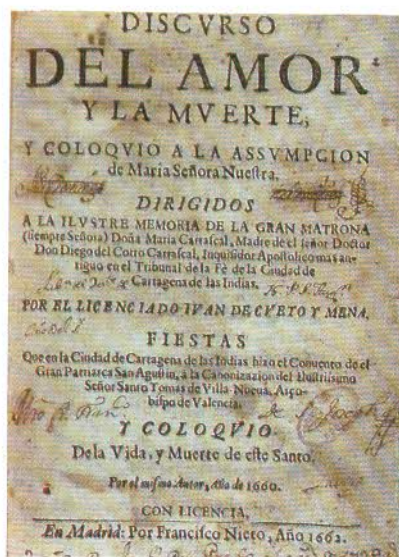 DISCVRSO
DEL AMOR
Y LA MVERTE,
Y COLOQVIO A LA ASSVMPCION
de Maria Señora Nuestra.
DIRIGIDOS
A LA ILVSTRE MEMORIA DE LA GRAN MATRONA
(siempre Señora) Doña Maria Carrascal, Madre de el señor Doctor
Don Diego del Corro Carrascal, Inquisidor Apostolico mas an-
tiguo en el Tribunal de la Fè de la Ciudad de
Cartagena de las Indias.
POR EL LICENCIADO IVAN DE CVETO Y MENA.
FIESTAS
Que en la Ciudad de Cartagena de las Indias hizo el Conuento de el
Gran Patriarca San Agustin, à la Canonizacion del Ilustrissimo
Señor Santo Tomas de Villa-Nueua, Arço-
bispo de Valencia.
Y COLOQVIO
De la Vida, y Muerte de este Santo.
Por el mismo Autor, Año de 1660.
CON LICENCIA,
En Madrid: Por Francisco Nieto, Año 1662.